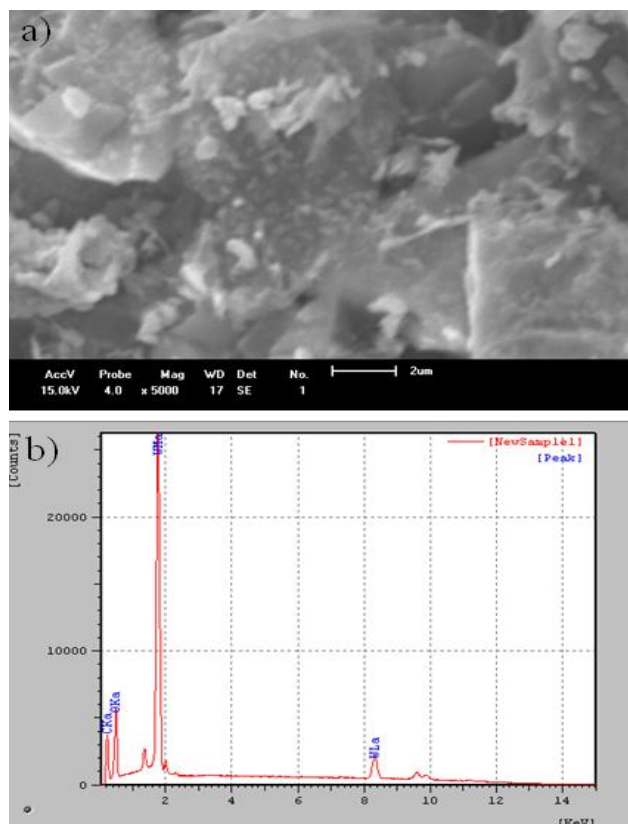 a)
AccV Probe Mag WD Det No. 2um
15.0kV 4.0 x 5000 17 SE 1
b)
[Counts]
[NewSample1]
[Peak]
20000
10000
0
CKa
OKa
WMa
WLa
2 4 6 8 10 12 14
[KeV]